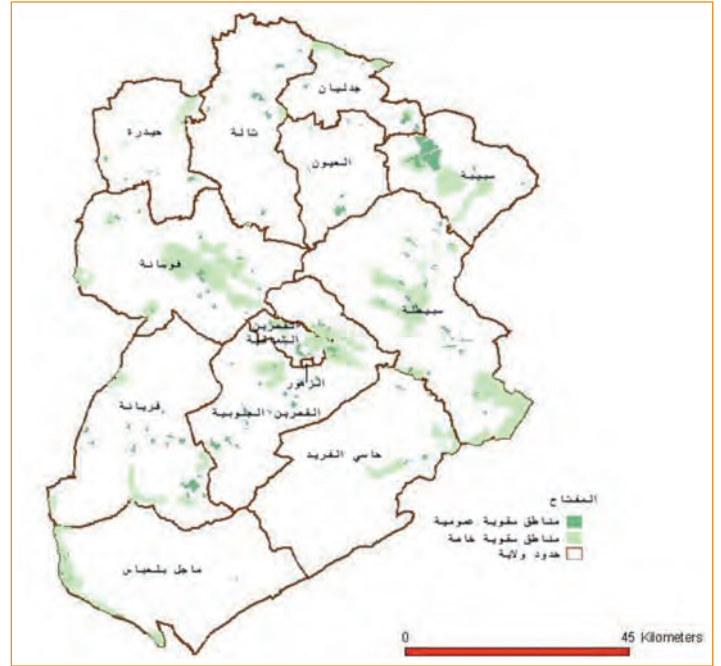 جدليان
حيدرة
تالة
العيون
سبيبة
فوسانة
سبيطلة
القصرين
الشمالية
الزهور
فريانة
القصرين الجنوبية
حاسي الفريد
ماجل بلعباس
المفتاح
مناطق سقوية عمومية
مناطق سقوية خاصة
حدود ولاية
0 45 Kilometers